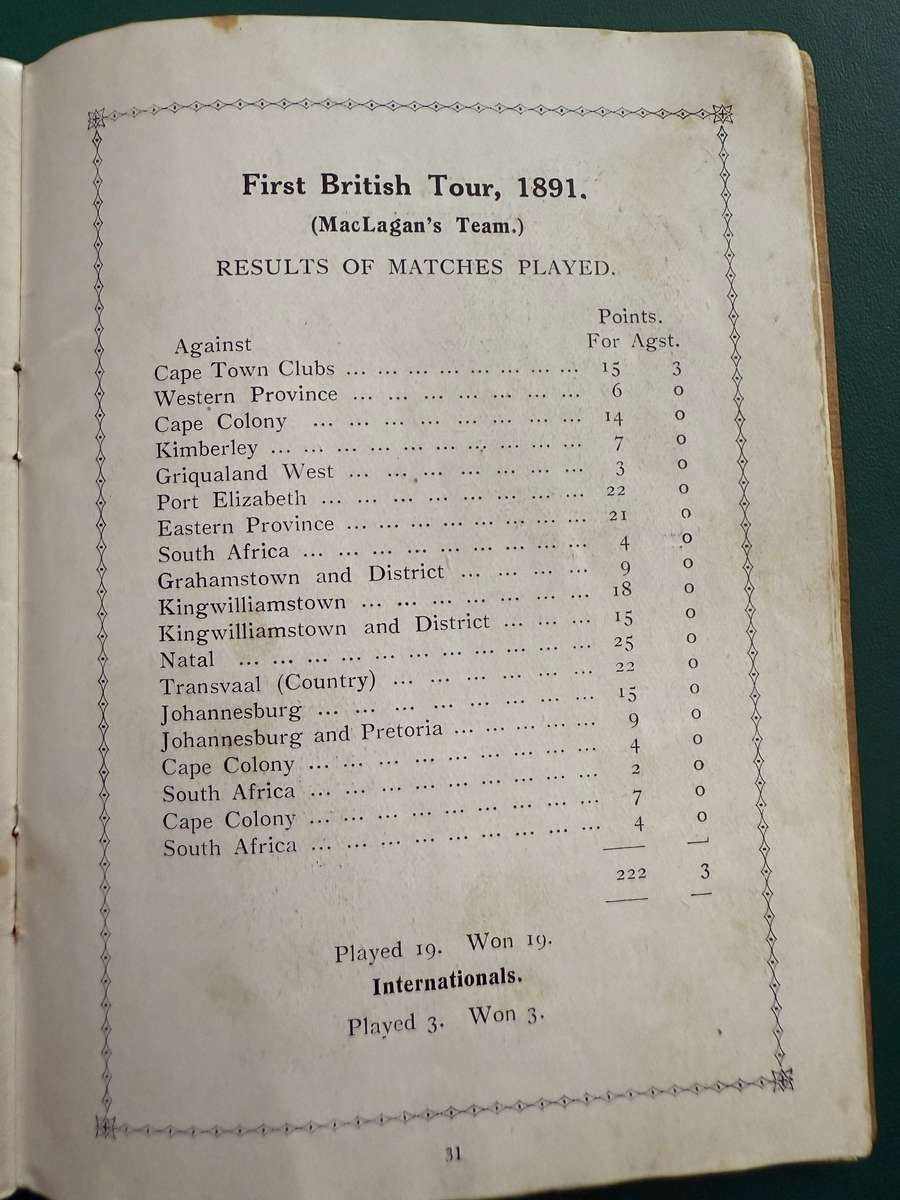 First British Tour, 1891.
(MacLagan's Team.)
RESULTS OF MATCHES PLAYED.
Points.
Against For Agst.
Cape Town Clubs ... ... ... ... ... ... ... ... 15 3
Western Province ... ... ... ... ... ... ... ... 6 0
Cape Colony ... ... ... ... ... ... ... ... ... 14 0
Kimberley ... ... ... ... ... ... ... ... ... ... 7 0
Griqualand West ... ... ... ... ... ... ... ... 3 0
Port Elizabeth ... ... ... ... ... ... ... ... ... 22 0
Eastern Province ... ... ... ... ... ... ... ... 21 0
South Africa ... ... ... ... ... ... ... ... ... 4 0
Grahamstown and District ... ... ... ... ... 9 0
Kingwilliamstown ... ... ... ... ... ... ... ... 18 0
Kingwilliamstown and District ... ... ... 15 0
Natal ... ... ... ... ... ... ... ... ... ... ... 25 0
Transvaal (Country) ... ... ... ... ... ... ... 22 0
Johannesburg ... ... ... ... ... ... ... ... ... 15 0
Johannesburg and Pretoria ... ... ... ... ... 9 0
Cape Colony ... ... ... ... ... ... ... ... ... 4 0
South Africa ... ... ... ... ... ... ... ... ... 2 0
Cape Colony ... ... ... ... ... ... ... ... ... 7 0
South Africa ... ... ... ... ... ... ... ... ... 4 0
222 3
Played 19. Won 19.
Internationals.
Played 3. Won 3.
31